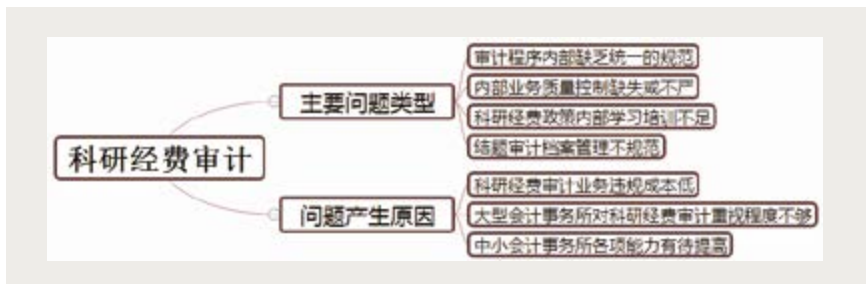 科研经费审计
主要问题类型
审计程序内部缺乏统一的规范
内部业务质量控制缺失或不严
科研经费政策内部学习培训不足
结题审计档案管理不规范
问题产生原因
科研经费审计业务违规成本低
大型会计事务所对科研经费审计重视程度不够
中小会计事务所各项能力有待提高